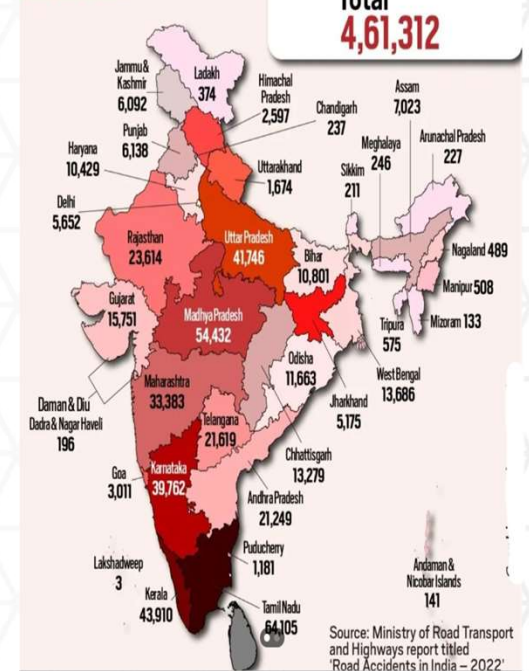 Total
4,61,312
Jammu &
Kashmir
6,092
Ladakh
374
Himachal
Pradesh
2,597
Chandigarh
237
Assam
7,023
Punjab
6,138
Haryana
10,429
Meghalaya
246
Arunachal Pradesh
227
Uttarakhand
1,674
Sikkim
211
Delhi
5,652
Rajasthan
23,614
Uttar Pradesh
41,746
Bihar
10,801
Nagaland 489
Manipur 508
Gujarat
15,751
Madhya Pradesh
54,432
Tripura
575
Mizoram 133
Odisha
11,663
West Bengal
13,686
Maharashtra
33,383
Jharkhand
5,175
Daman & Diu
Dadra & Nagar Haveli
196
Telangana
21,619
Chhattisgarh
13,279
Goa
3,011
Karnataka
39,762
Andhra Pradesh
21,249
Puducherry
1,181
Lakshadweep
3
Andaman &
Nicobar Islands
141
Kerala
43,910
Tamil Nadu
64,105
Source: Ministry of Road Transport
and Highways report titled
'Road Accidents in India – 2022'